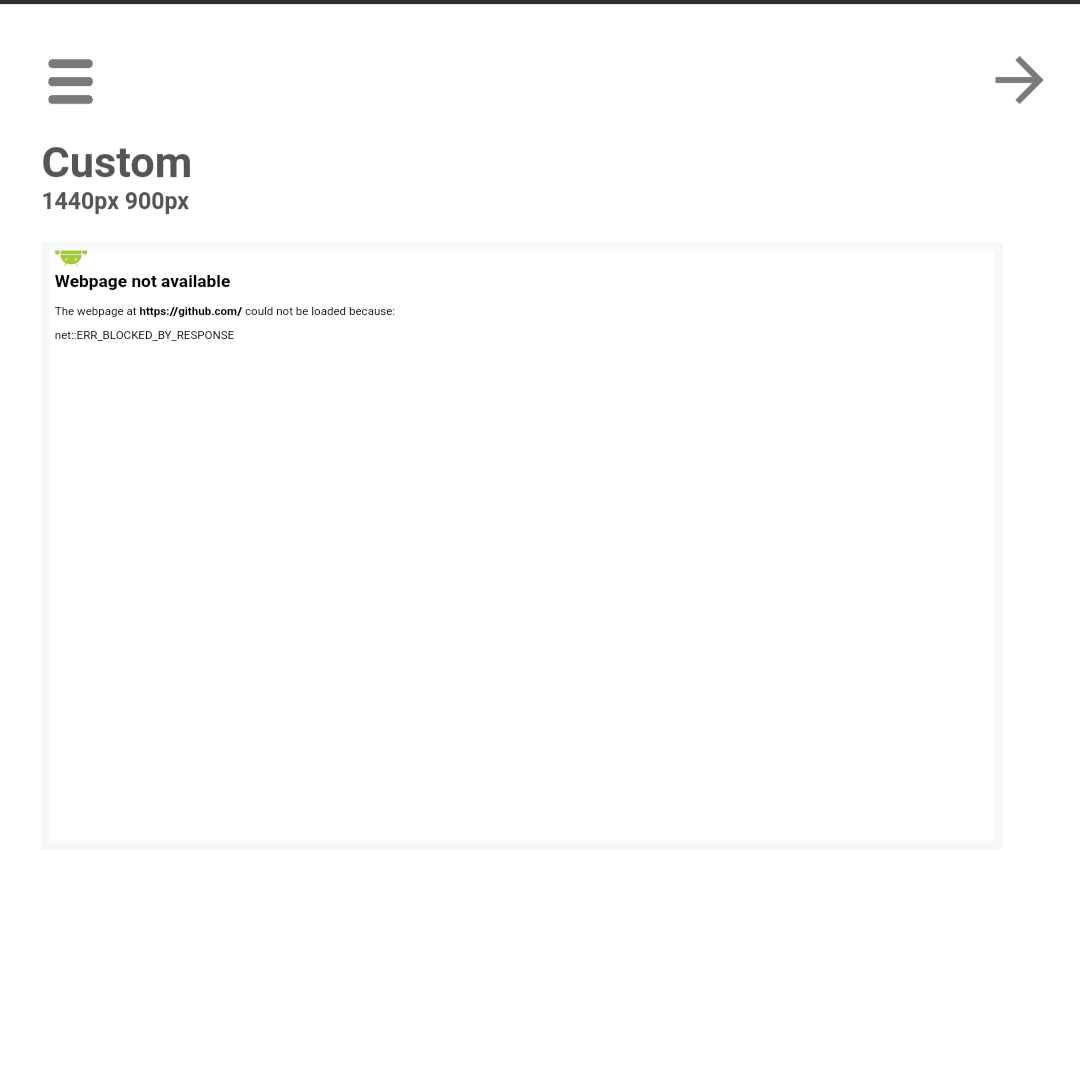 Custom
1440px 900px
Webpage not available
The webpage at https://github.com/ could not be loaded because:
net::ERR_BLOCKED_BY_RESPONSE